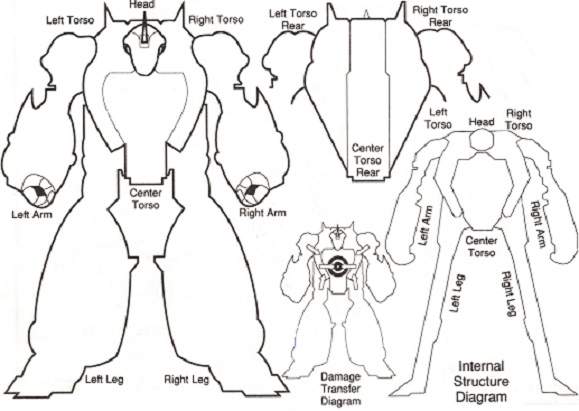 Head
Left Torso
Right Torso
Left Arm
Center
Torso
Right Arm
Left Leg
Right Leg
Left Torso
Rear
Right Torso
Rear
Center
Torso
Rear
Left
Torso
Head
Right
Torso
Left Arm
Right Arm
Center
Torso
Left Leg
Right Leg
Damage
Transfer
Diagram
Internal
Structure
Diagram